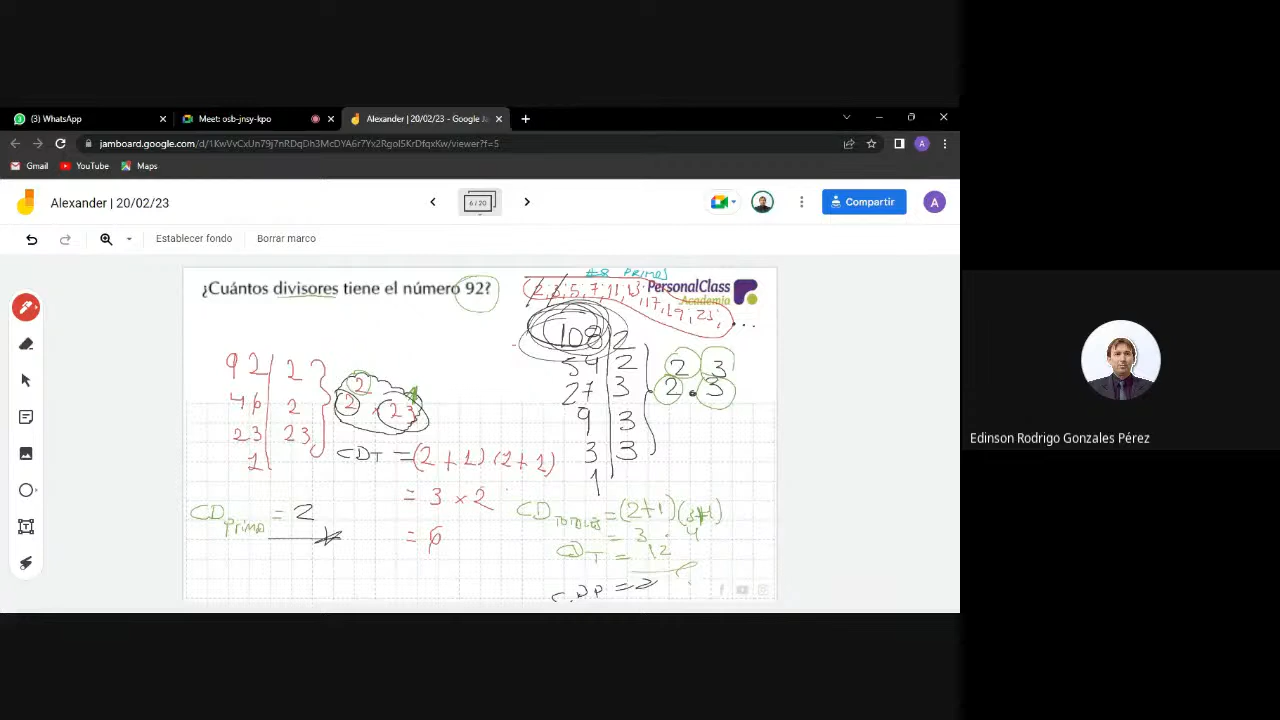 (3) WhatsApp
Meet: osb-jnsy-kpo
Alexander | 20/02/23 - Google Ja
jamboard.google.com/d/1KwVvCxUn79j7nRDqDh3McDYA6r7Yx2RgoI5KrDfqxKw/viewer?f=5
A
Gmail
YouTube
Maps
Alexander | 20/02/23
6 / 20
Compartir
A
Establecer fondo
Borrar marco
¿Cuántos divisores tiene el número 92?
PRIMOS
PersonalClass
Academia
2, 3, 5, 7, 11, 13
17, 19, 23, ...
108 2
54 2
27 3
9 3
3 3
1
2 3
2 . 3
92 2
46 2
23 23
1
2
2 x 23
CDT = (2+1)(2+1)
= 3 x 2
= 6
CD primo = 2
CD TOTALES = (2+1)(3+1)
= 3 . 4
CDT = 12
CDP = 2
Edinson Rodrigo Gonzales Pérez